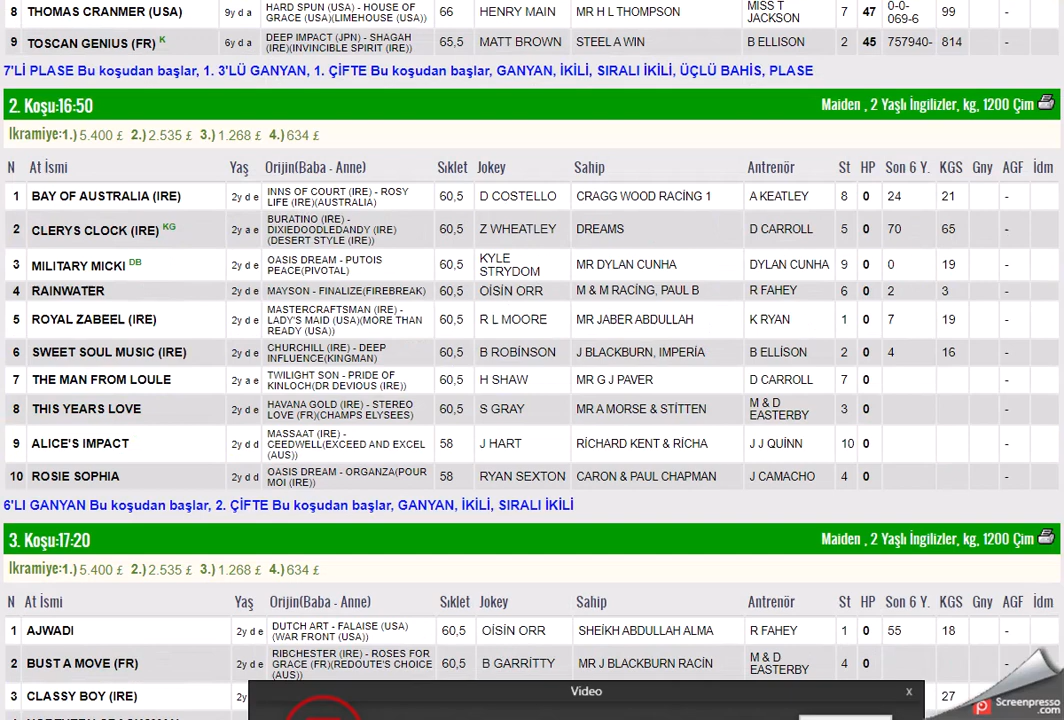 8 THOMAS CRANMER (USA) 9y d a HARD SPUN (USA) - HOUSE OF GRACE (USA)(LIMEHOUSE (USA)) 66 HENRY MAIN MR H L THOMPSON MISS T JACKSON 7 47 0-0-069-6 99 -
9 TOSCAN GENIUS (FR) K 6y d a DEEP IMPACT (JPN) - SHAGAH (IRE)(INVINCIBLE SPIRIT (IRE)) 65,5 MATT BROWN STEEL A WIN B ELLISON 2 45 757940- 814 -
7'Lİ PLASE Bu koşudan başlar, 1. 3'LÜ GANYAN, 1. ÇİFTE Bu koşudan başlar, GANYAN, İKİLİ, SIRALI İKİLİ, ÜÇLÜ BAHİS, PLASE
2. Koşu:16:50 Maiden , 2 Yaşlı İngilizler, kg, 1200 Çim
İkramiye:1.) 5.400 £ 2.) 2.535 £ 3.) 1.268 £ 4.) 634 £
N At İsmi Yaş Orijin(Baba - Anne) Sıklet Jokey Sahip Antrenör St HP Son 6 Y. KGS Gny AGF İdm
1 BAY OF AUSTRALIA (IRE) 2y d e INNS OF COURT (IRE) - ROSY LIFE (IRE)(AUSTRALIA) 60,5 D COSTELLO CRAGG WOOD RACİNG 1 A KEATLEY 8 0 24 21 -
2 CLERYS CLOCK (IRE) KG 2y a e BURATINO (IRE) - DIXIEDOODLEDANDY (IRE)(DESERT STYLE (IRE)) 60,5 Z WHEATLEY DREAMS D CARROLL 5 0 70 65 -
3 MILITARY MICKI DB 2y d e OASIS DREAM - PUTOIS PEACE(PIVOTAL) 60,5 KYLE STRYDOM MR DYLAN CUNHA DYLAN CUNHA 9 0 0 19 -
4 RAINWATER 2y d e MAYSON - FINALIZE(FIREBREAK) 60,5 OİSİN ORR M & M RACİNG, PAUL B R FAHEY 6 0 2 3 -
5 ROYAL ZABEEL (IRE) 2y d e MASTERCRAFTSMAN (IRE) - LADY'S MAID (USA)(MORE THAN READY (USA)) 60,5 R L MOORE MR JABER ABDULLAH K RYAN 1 0 7 19 -
6 SWEET SOUL MUSIC (IRE) 2y d e CHURCHILL (IRE) - DEEP INFLUENCE(KINGMAN) 60,5 B ROBİNSON J BLACKBURN, IMPERİA B ELLİSON 2 0 4 16 -
7 THE MAN FROM LOULE 2y a e TWILIGHT SON - PRIDE OF KINLOCH(DR DEVIOUS (IRE)) 60,5 H SHAW MR G J PAVER D CARROLL 7 0 -
8 THIS YEARS LOVE 2y d e HAVANA GOLD (IRE) - STEREO LOVE (FR)(CHAMPS ELYSEES) 60,5 S GRAY MR A MORSE & STİTTEN M & D EASTERBY 3 0 -
9 ALICE'S IMPACT 2y d d MASSAAT (IRE) - CEEDWELL(EXCEED AND EXCEL (AUS)) 58 J HART RİCHARD KENT & RİCHA J J QUİNN 10 0 -
10 ROSIE SOPHIA 2y d d OASIS DREAM - ORGANZA(POUR MOI (IRE)) 58 RYAN SEXTON CARON & PAUL CHAPMAN J CAMACHO 4 0 -
6'LI GANYAN Bu koşudan başlar, 2. ÇİFTE Bu koşudan başlar, GANYAN, İKİLİ, SIRALI İKİLİ
3. Koşu:17:20 Maiden , 2 Yaşlı İngilizler, kg, 1200 Çim
İkramiye:1.) 5.400 £ 2.) 2.535 £ 3.) 1.268 £ 4.) 634 £
N At İsmi Yaş Orijin(Baba - Anne) Sıklet Jokey Sahip Antrenör St HP Son 6 Y. KGS Gny AGF İdm
1 AJWADI 2y d e DUTCH ART - FALAISE (USA)(WAR FRONT (USA)) 60,5 OİSİN ORR SHEİKH ABDULLAH ALMA R FAHEY 1 0 55 18 -
2 BUST A MOVE (FR) 2y d e RIBCHESTER (IRE) - ROSES FOR GRACE (FR)(REDOUTE'S CHOICE (AUS)) 60,5 B GARRİTTY MR J BLACKBURN RACİN M & D EASTERBY 4 0 -
3 CLASSY BOY (IRE) 2y 27
Video x
Screenpresso.com